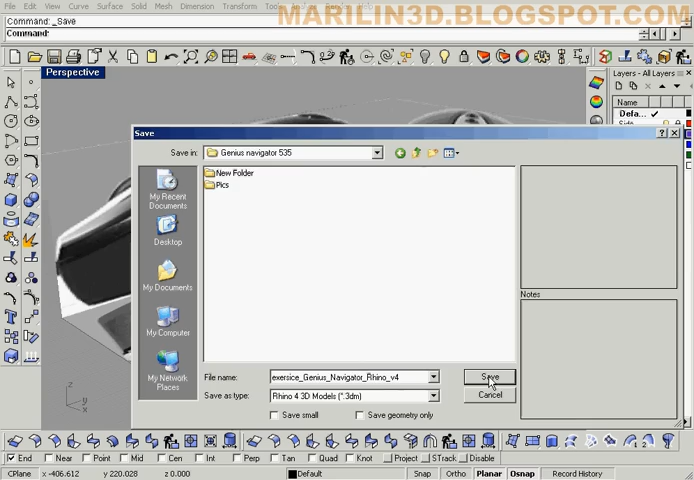 MARILIN3D.BLOGSPOT.COM
File Edit View Curve Surface Solid Mesh Dimension Transform Tools
Command: _Save
Command:
Perspective
Layers - All Layers
Name
Defa...
Side
Save
Save in: Genius navigator 535
New Folder
Pics
My Recent
Documents
Desktop
My Documents
My Computer
My Network
Places
Notes
File name: exersice_Genius_Navigator_Rhino_v4 Save
Save as type: Rhino 4 3D Models (*.3dm) Cancel
Save small Save geometry only
z
y
x
End Near Point Mid Cen Int Perp Tan Quad Knot Project STrack Disable
CPlane x -406.612 y 220.028 z 0.000 Default Snap Ortho Planar Osnap Record History